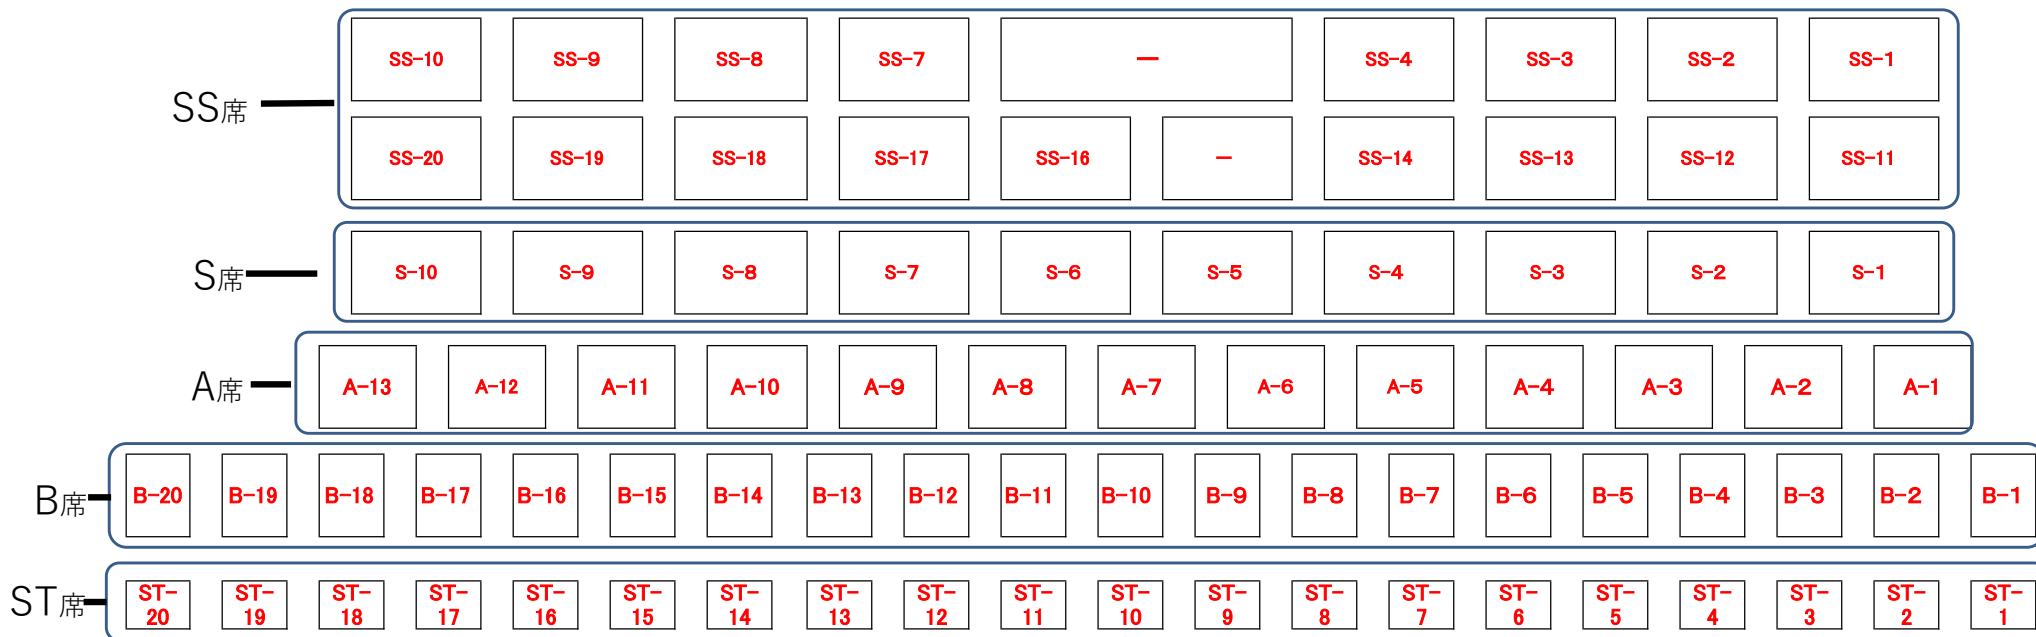 SS席
SS-10 SS-9 SS-8 SS-7 — SS-4 SS-3 SS-2 SS-1
SS-20 SS-19 SS-18 SS-17 SS-16 — SS-14 SS-13 SS-12 SS-11
S席 S-10 S-9 S-8 S-7 S-6 S-5 S-4 S-3 S-2 S-1
A席 A-13 A-12 A-11 A-10 A-9 A-8 A-7 A-6 A-5 A-4 A-3 A-2 A-1
B席 B-20 B-19 B-18 B-17 B-16 B-15 B-14 B-13 B-12 B-11 B-10 B-9 B-8 B-7 B-6 B-5 B-4 B-3 B-2 B-1
ST席 ST-20 ST-19 ST-18 ST-17 ST-16 ST-15 ST-14 ST-13 ST-12 ST-11 ST-10 ST-9 ST-8 ST-7 ST-6 ST-5 ST-4 ST-3 ST-2 ST-1